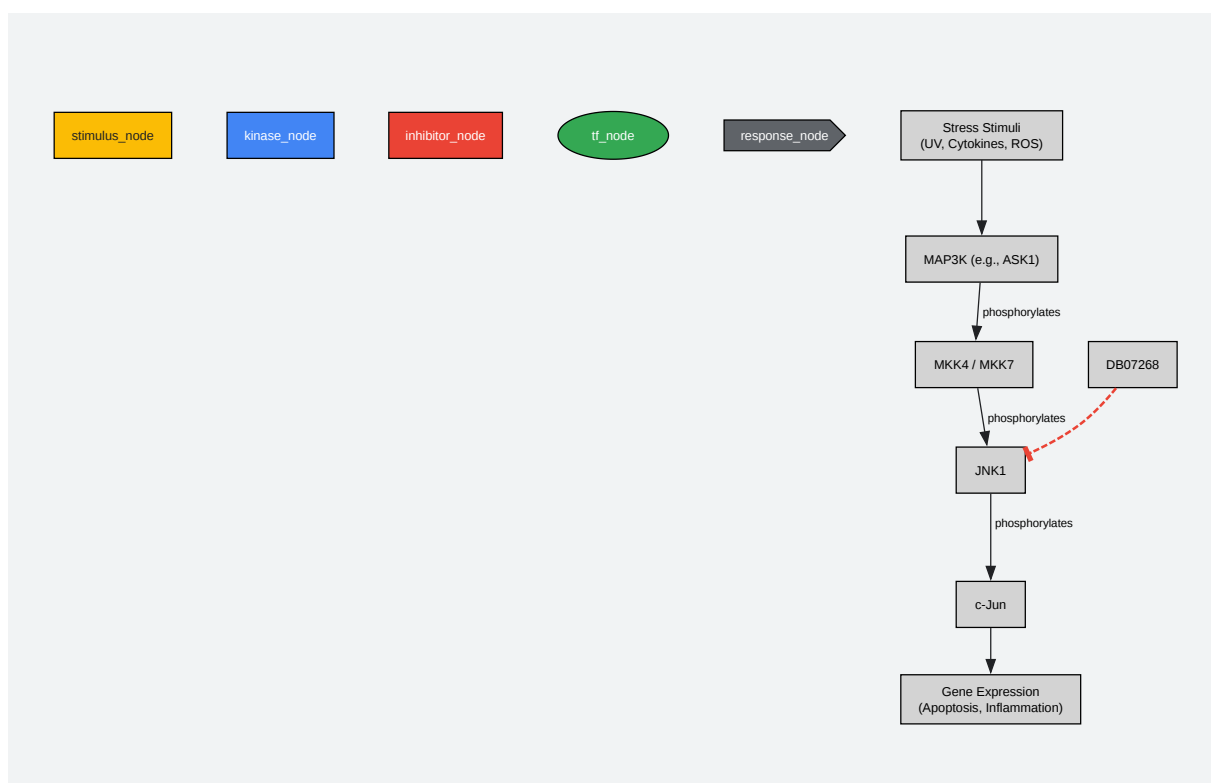 stimulus_node
kinase_node
inhibitor_node
tf_node
response_node
Stress Stimuli
(UV, Cytokines, ROS)
MAP3K (e.g., ASK1)
phosphorylates
MKK4 / MKK7
DB07268
phosphorylates
JNK1
phosphorylates
c-Jun
Gene Expression
(Apoptosis, Inflammation)